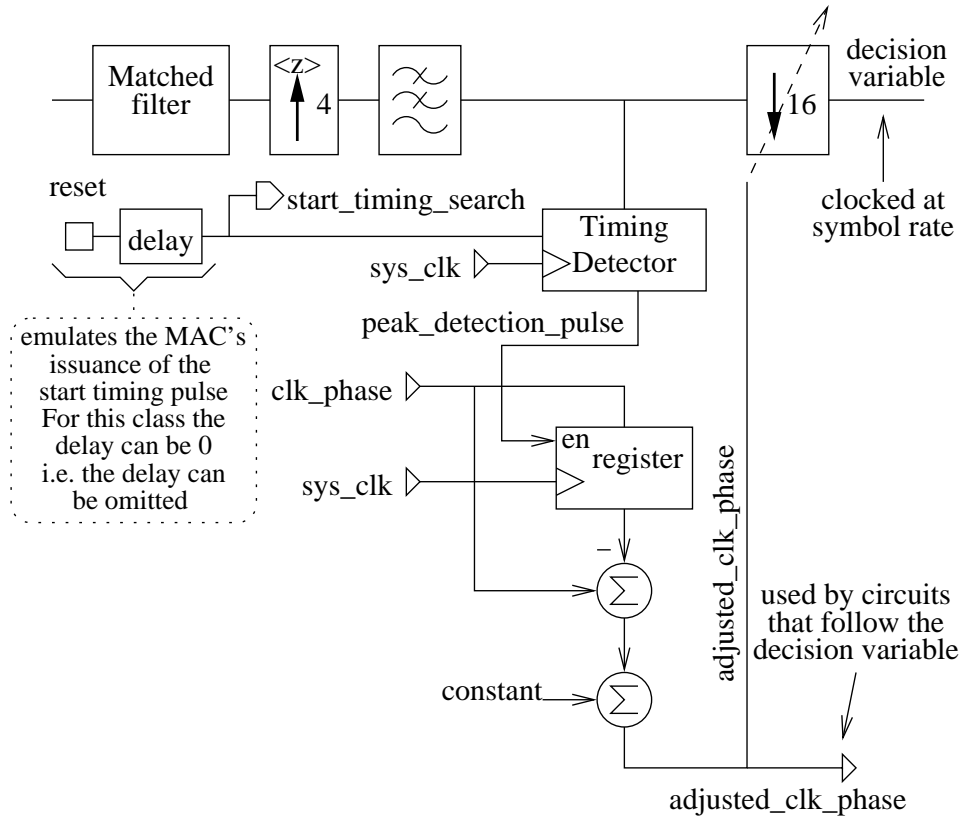 Matched
filter
<z>
4
16
decision
variable
clocked at
symbol rate
reset
delay
start_timing_search
Timing
Detector
sys_clk
peak_detection_pulse
emulates the MAC's
issuance of the
start timing pulse
For this class the
delay can be 0
i.e. the delay can
be omitted
clk_phase
en
register
sys_clk
−
Σ
constant
Σ
adjusted_clk_phase
used by circuits
that follow the
decision variable
adjusted_clk_phase